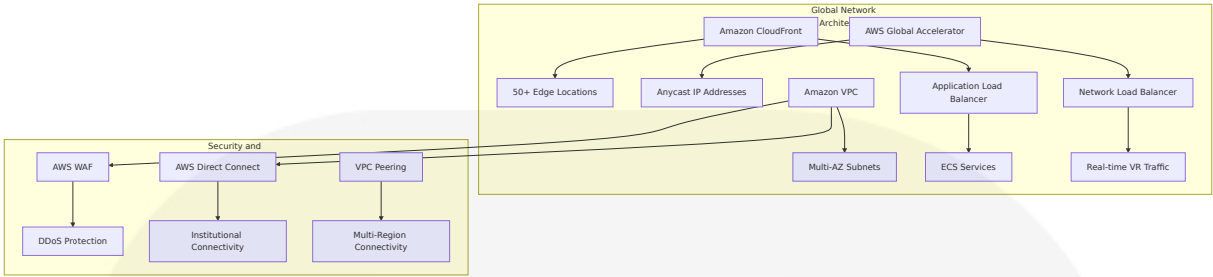 Global Network
Archite
Amazon CloudFront
AWS Global Accelerator
50+ Edge Locations
Anycast IP Addresses
Amazon VPC
Application Load
Balancer
Network Load Balancer
Multi-AZ Subnets
ECS Services
Real-time VR Traffic
Security and
AWS WAF
AWS Direct Connect
VPC Peering
DDoS Protection
Institutional
Connectivity
Multi-Region
Connectivity